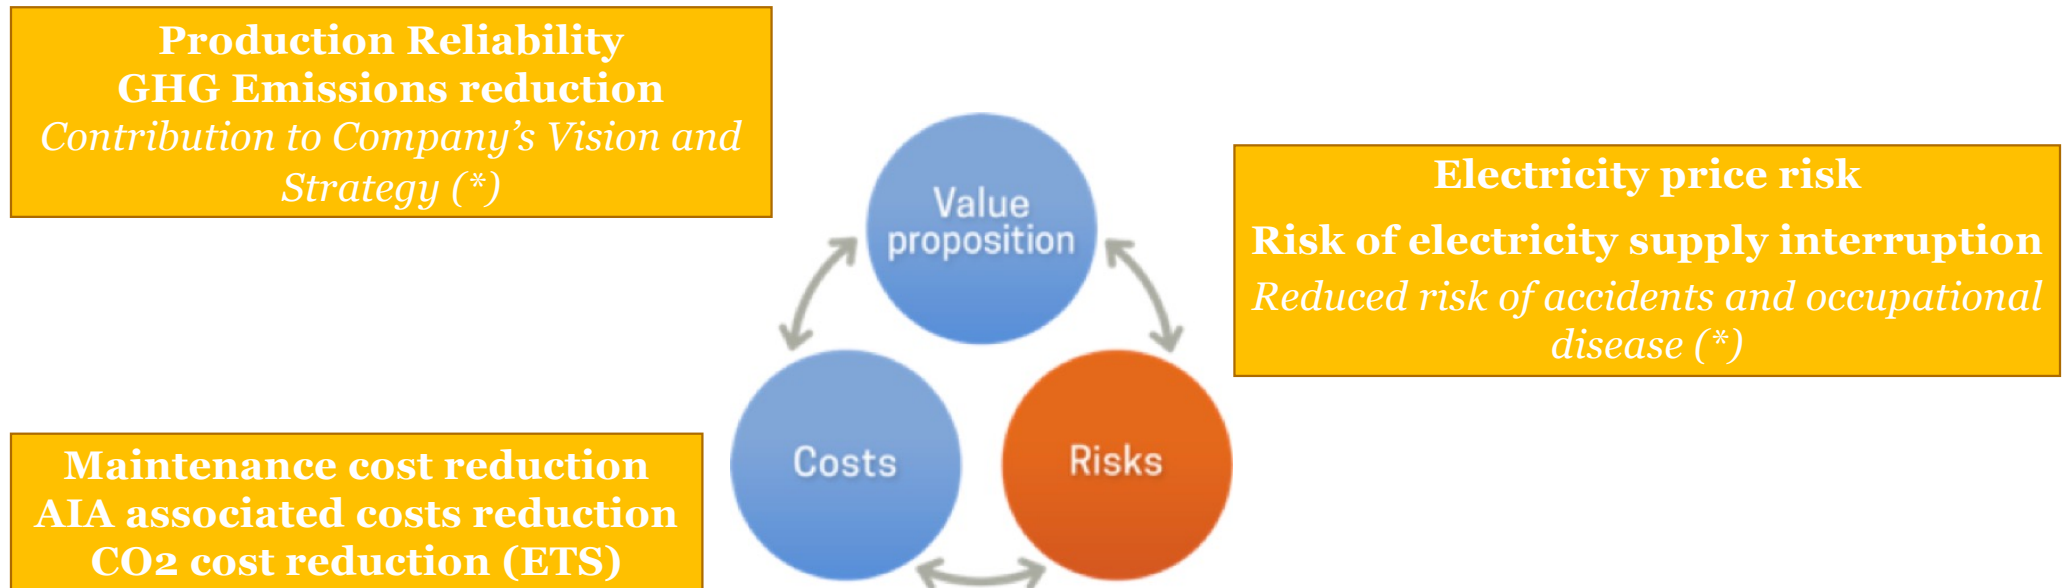 Production Reliability
GHG Emissions reduction
Contribution to Company's Vision and
Strategy (*)
Value
proposition
Electricity price risk
Risk of electricity supply interruption
Reduced risk of accidents and occupational
disease (*)
Costs
Risks
Maintenance cost reduction
AIA associated costs reduction
CO2 cost reduction (ETS)